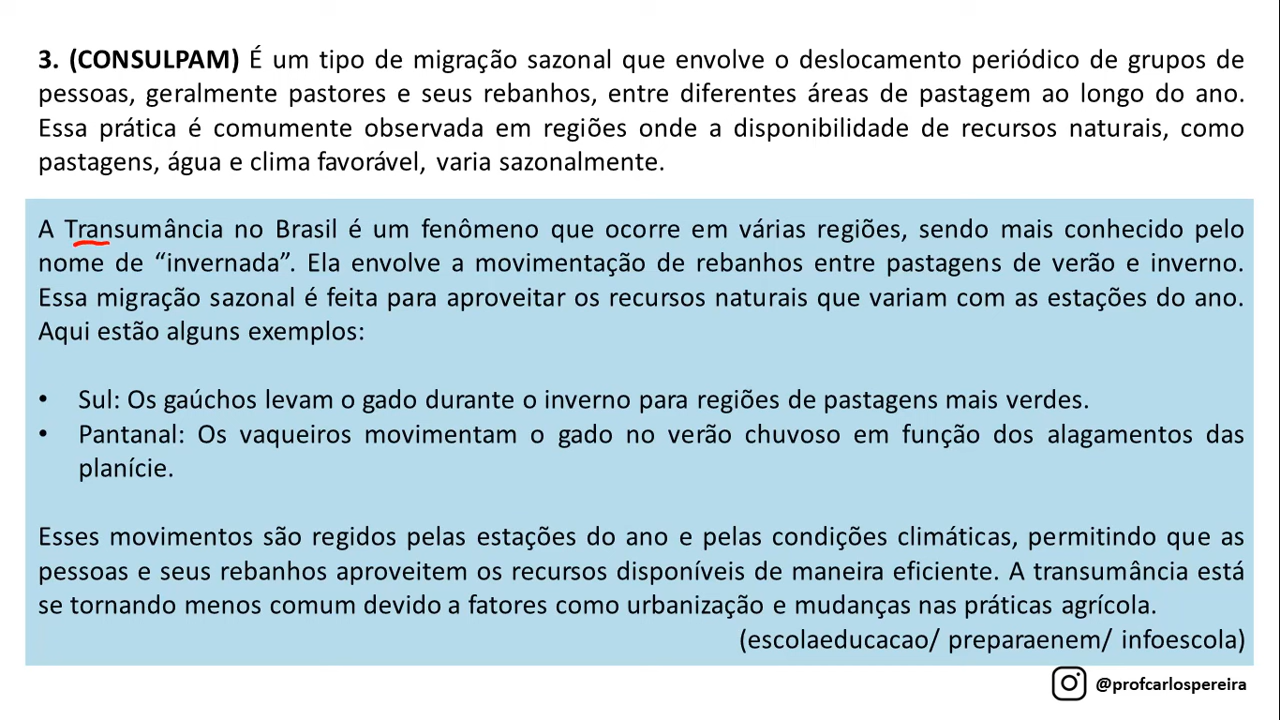 3. (CONSULPAM) É um tipo de migração sazonal que envolve o deslocamento periódico de grupos de
pessoas, geralmente pastores e seus rebanhos, entre diferentes áreas de pastagem ao longo do ano.
Essa prática é comumente observada em regiões onde a disponibilidade de recursos naturais, como
pastagens, água e clima favorável, varia sazonalmente.
A Transumância no Brasil é um fenômeno que ocorre em várias regiões, sendo mais conhecido pelo
nome de “invernada”. Ela envolve a movimentação de rebanhos entre pastagens de verão e inverno.
Essa migração sazonal é feita para aproveitar os recursos naturais que variam com as estações do ano.
Aqui estão alguns exemplos:
• Sul: Os gaúchos levam o gado durante o inverno para regiões de pastagens mais verdes.
• Pantanal: Os vaqueiros movimentam o gado no verão chuvoso em função dos alagamentos das
planície.
Esses movimentos são regidos pelas estações do ano e pelas condições climáticas, permitindo que as
pessoas e seus rebanhos aproveitem os recursos disponíveis de maneira eficiente. A transumância está
se tornando menos comum devido a fatores como urbanização e mudanças nas práticas agrícola.
(escolaeducacao/ preparaenem/ infoescola)
@profcarlospereira